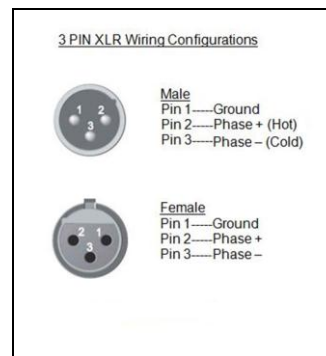 3 PIN XLR Wiring Configurations
Male
1 2
3
Pin 1-----Ground
Pin 2-----Phase + (Hot)
Pin 3-----Phase – (Cold)
Female
2 1
3
Pin 1-----Ground
Pin 2-----Phase +
Pin 3-----Phase –